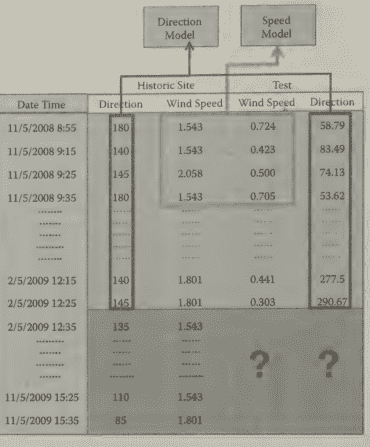 Direction Model
Speed Model
Historic Site Test
Date Time Direction Wind Speed Wind Speed Direction
11/5/2008 8:55 180 1.543 0.724 58.79
11/5/2008 9:15 140 1.543 0.423 83.49
11/5/2008 9:25 145 2.058 0.500 74.13
11/5/2008 9:35 180 1.543 0.705 53.62
........ ..... ..... ..... .....
........ ..... ..... ..... .....
........ ..... ..... ..... .....
2/5/2009 12:15 140 1.801 0.441 277.5
2/5/2009 12:25 145 1.801 0.303 290.67
2/5/2009 12:35 135 1.543
........ ..... .....
........ ..... ..... ? ?
........ ..... .....
11/5/2009 15:25 110 1.543
11/5/2009 15:35 85 1.801